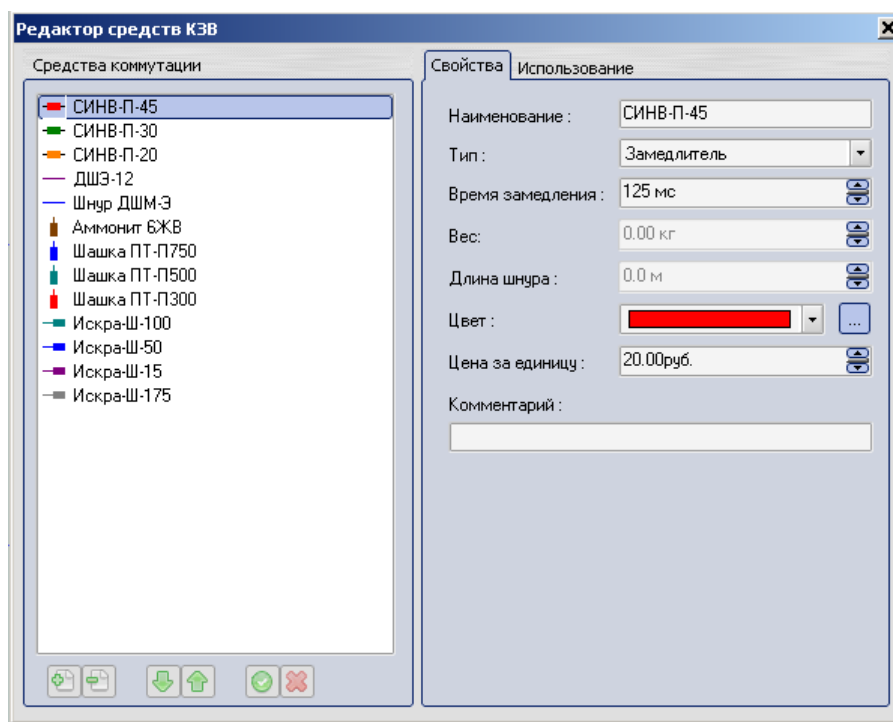 Редактор средств КЗВ
Средства коммутации
СИНВ-П-45
СИНВ-П-30
СИНВ-П-20
ДШЭ-12
Шнур ДШМ-Э
Аммонит 6ЖВ
Шашка ПТ-П750
Шашка ПТ-П500
Шашка ПТ-П300
Искра-Ш-100
Искра-Ш-50
Искра-Ш-15
Искра-Ш-175
Свойства Использование
Наименование : СИНВ-П-45
Тип : Замедлитель
Время замедления : 125 мс
Вес: 0.00 кг
Длина шнура : 0.0 м
Цвет : ...
Цена за единицу : 20.00руб.
Комментарий :